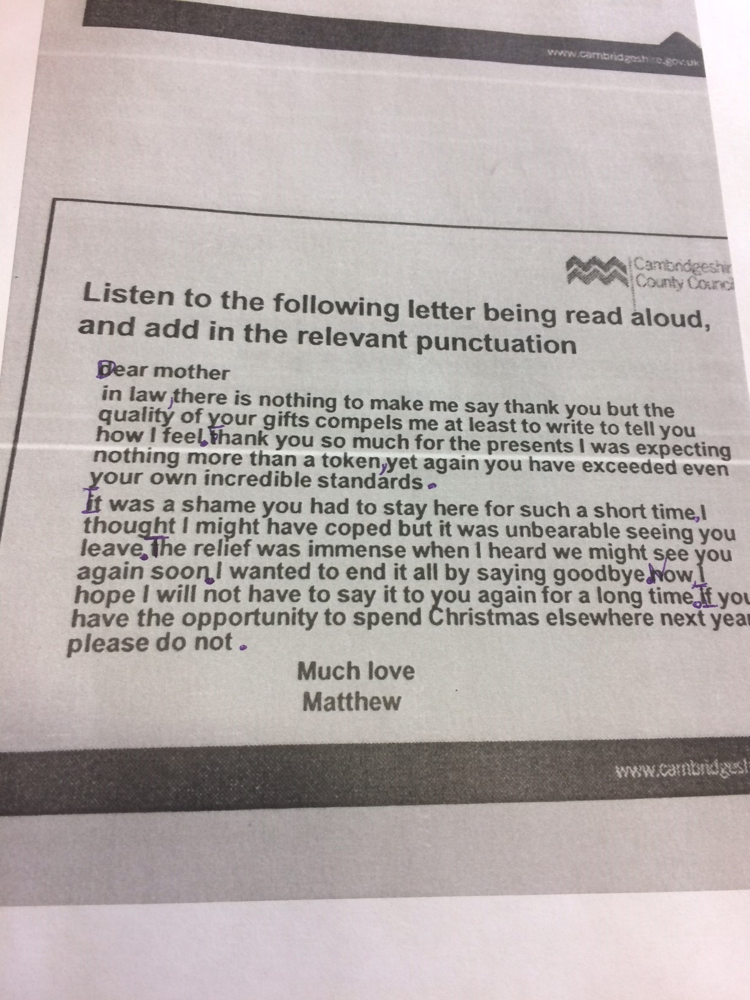 www.cambridgeshire.gov.uk
Cambridgeshir
County Counci
Listen to the following letter being read aloud,
and add in the relevant punctuation
Dear mother
in law, there is nothing to make me say thank you but the
quality of your gifts compels me at least to write to tell you
how I feel. Thank you so much for the presents I was expecting
nothing more than a token, yet again you have exceeded even
your own incredible standards.
It was a shame you had to stay here for such a short time, I
thought I might have coped but it was unbearable seeing you
leave. The relief was immense when I heard we might see you
again soon. I wanted to end it all by saying goodbye. Now, I
hope I will not have to say it to you again for a long time. If you
have the opportunity to spend Christmas elsewhere next year
please do not.
Much love
Matthew
www.cambridgesh